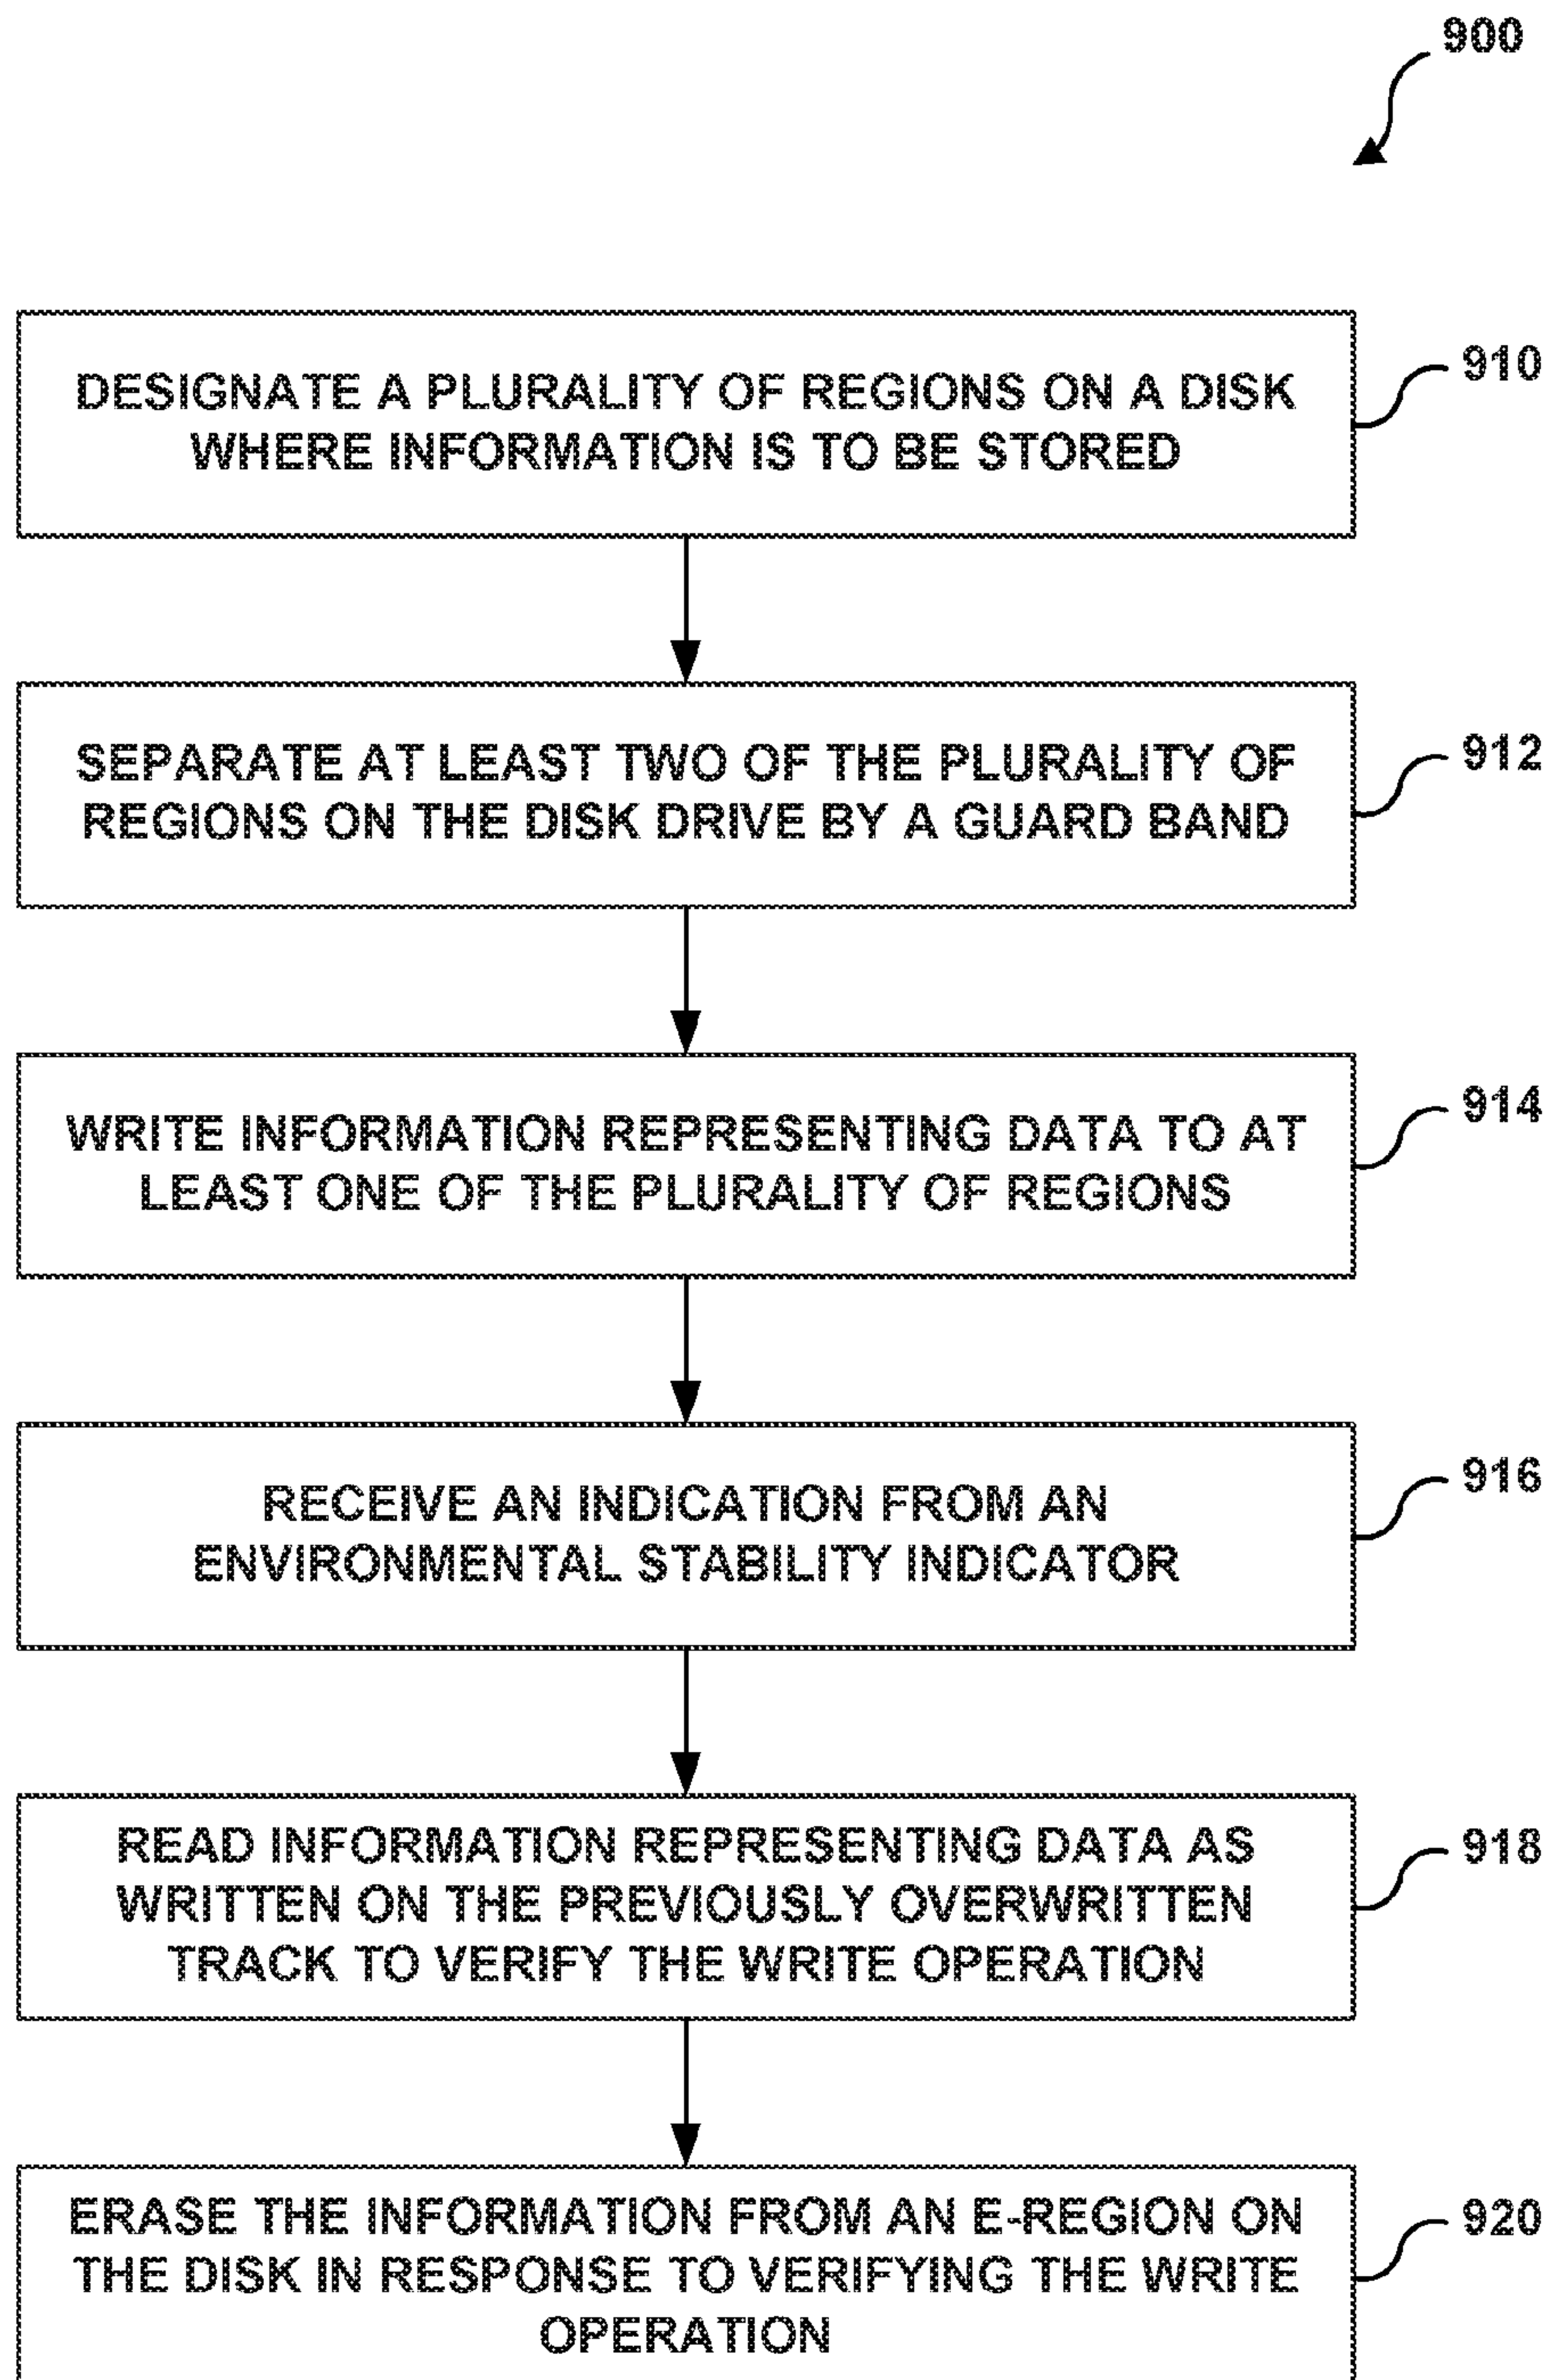 900
DESIGNATE A PLURALITY OF REGIONS ON A DISK
WHERE INFORMATION IS TO BE STORED
910
SEPARATE AT LEAST TWO OF THE PLURALITY OF
REGIONS ON THE DISK DRIVE BY A GUARD BAND
912
WRITE INFORMATION REPRESENTING DATA TO AT
LEAST ONE OF THE PLURALITY OF REGIONS
914
RECEIVE AN INDICATION FROM AN
ENVIRONMENTAL STABILITY INDICATOR
916
READ INFORMATION REPRESENTING DATA AS
WRITTEN ON THE PREVIOUSLY OVERWRITTEN
TRACK TO VERIFY THE WRITE OPERATION
918
ERASE THE INFORMATION FROM AN E-REGION ON
THE DISK IN RESPONSE TO VERIFYING THE WRITE
OPERATION
920